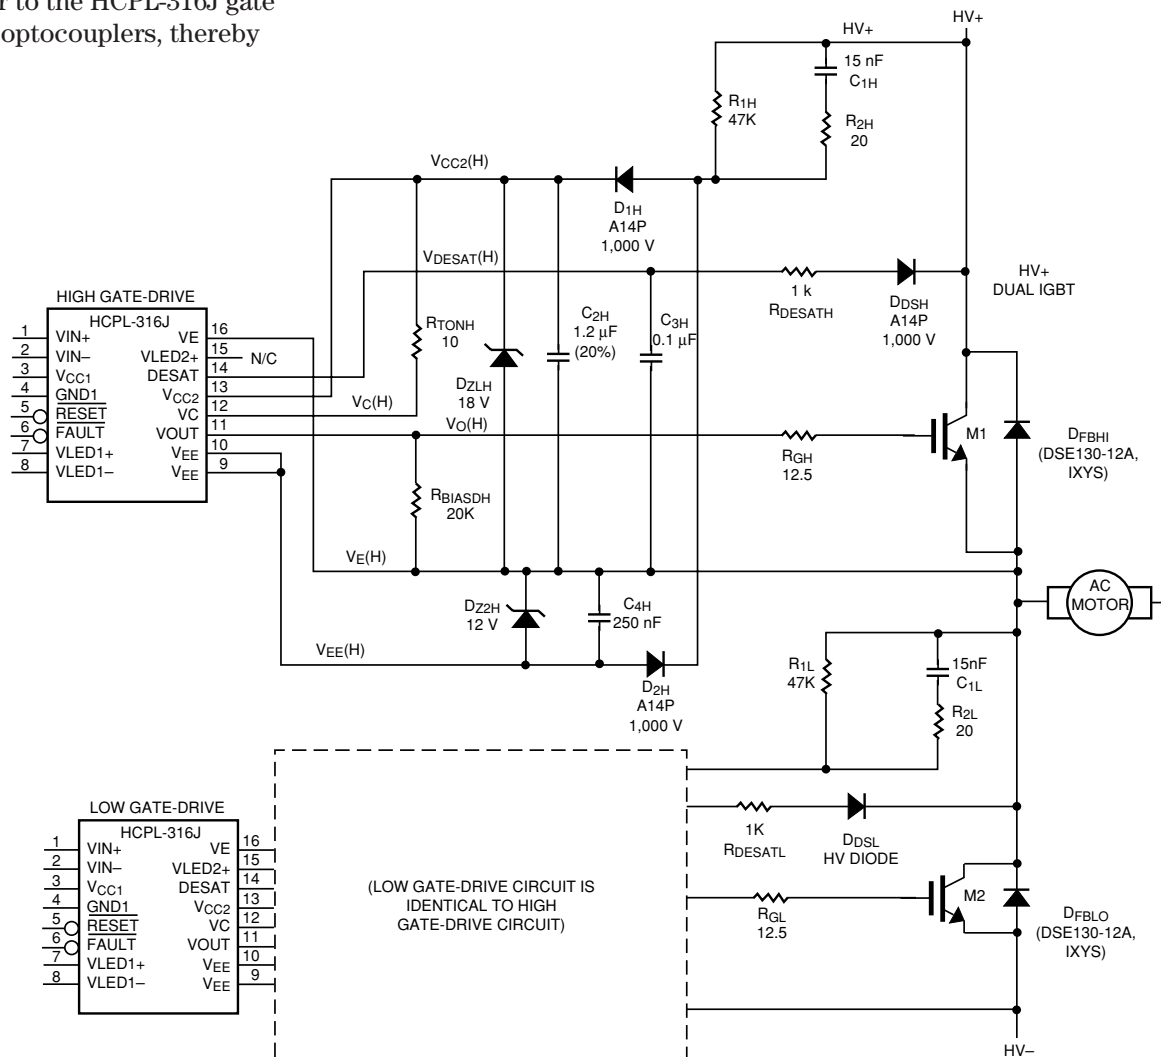 r to the HCPL-316J gate
optocouplers, thereby
HV+
HV+
15 nF
C1H
R1H
47K
R2H
20
VCC2(H)
D1H
A14P
1,000 V
VDESAT(H)
1 k
RDESATH
DDSH
A14P
1,000 V
HV+
DUAL IGBT
HIGH GATE-DRIVE
HCPL-316J
1 VIN+ VE 16
2 VIN– VLED2+ 15 N/C
3 VCC1 DESAT 14
4 GND1 VCC2 13
5 RESET VC 12
6 FAULT VOUT 11
7 VLED1+ VEE 10
8 VLED1– VEE 9
RTONH
10
DZLH
18 V
C2H
1.2 µF
(20%)
C3H
0.1 µF
VC(H)
VO(H)
RGH
12.5
M1
DFBHI
(DSE130-12A,
IXYS)
RBIASDH
20K
VE(H)
DZ2H
12 V
C4H
250 nF
VEE(H)
D2H
A14P
1,000 V
AC
MOTOR
R1L
47K
15nF
C1L
R2L
20
LOW GATE-DRIVE
HCPL-316J
1 VIN+ VE 16
2 VIN– VLED2+ 15
3 VCC1 DESAT 14
4 GND1 VCC2 13
5 RESET VC 12
6 FAULT VOUT 11
7 VLED1+ VEE 10
8 VLED1– VEE 9
(LOW GATE-DRIVE CIRCUIT IS
IDENTICAL TO HIGH
GATE-DRIVE CIRCUIT)
1K
RDESATL
DDSL
HV DIODE
RGL
12.5
M2
DFBLO
(DSE130-12A,
IXYS)
HV–